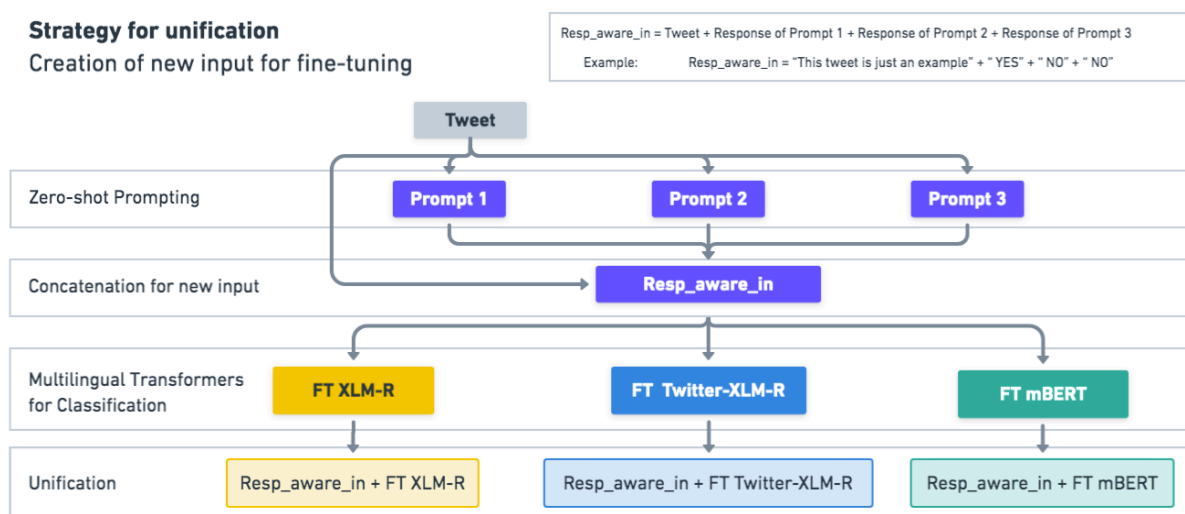 Strategy for unification
Creation of new input for fine-tuning
Resp_aware_in = Tweet + Response of Prompt 1 + Response of Prompt 2 + Response of Prompt 3
Example: Resp_aware_in = “This tweet is just an example” + “ YES” + “ NO” + “ NO”
Tweet
Zero-shot Prompting
Prompt 1
Prompt 2
Prompt 3
Concatenation for new input
Resp_aware_in
Multilingual Transformers
for Classification
FT XLM-R
FT Twitter-XLM-R
FT mBERT
Unification
Resp_aware_in + FT XLM-R
Resp_aware_in + FT Twitter-XLM-R
Resp_aware_in + FT mBERT